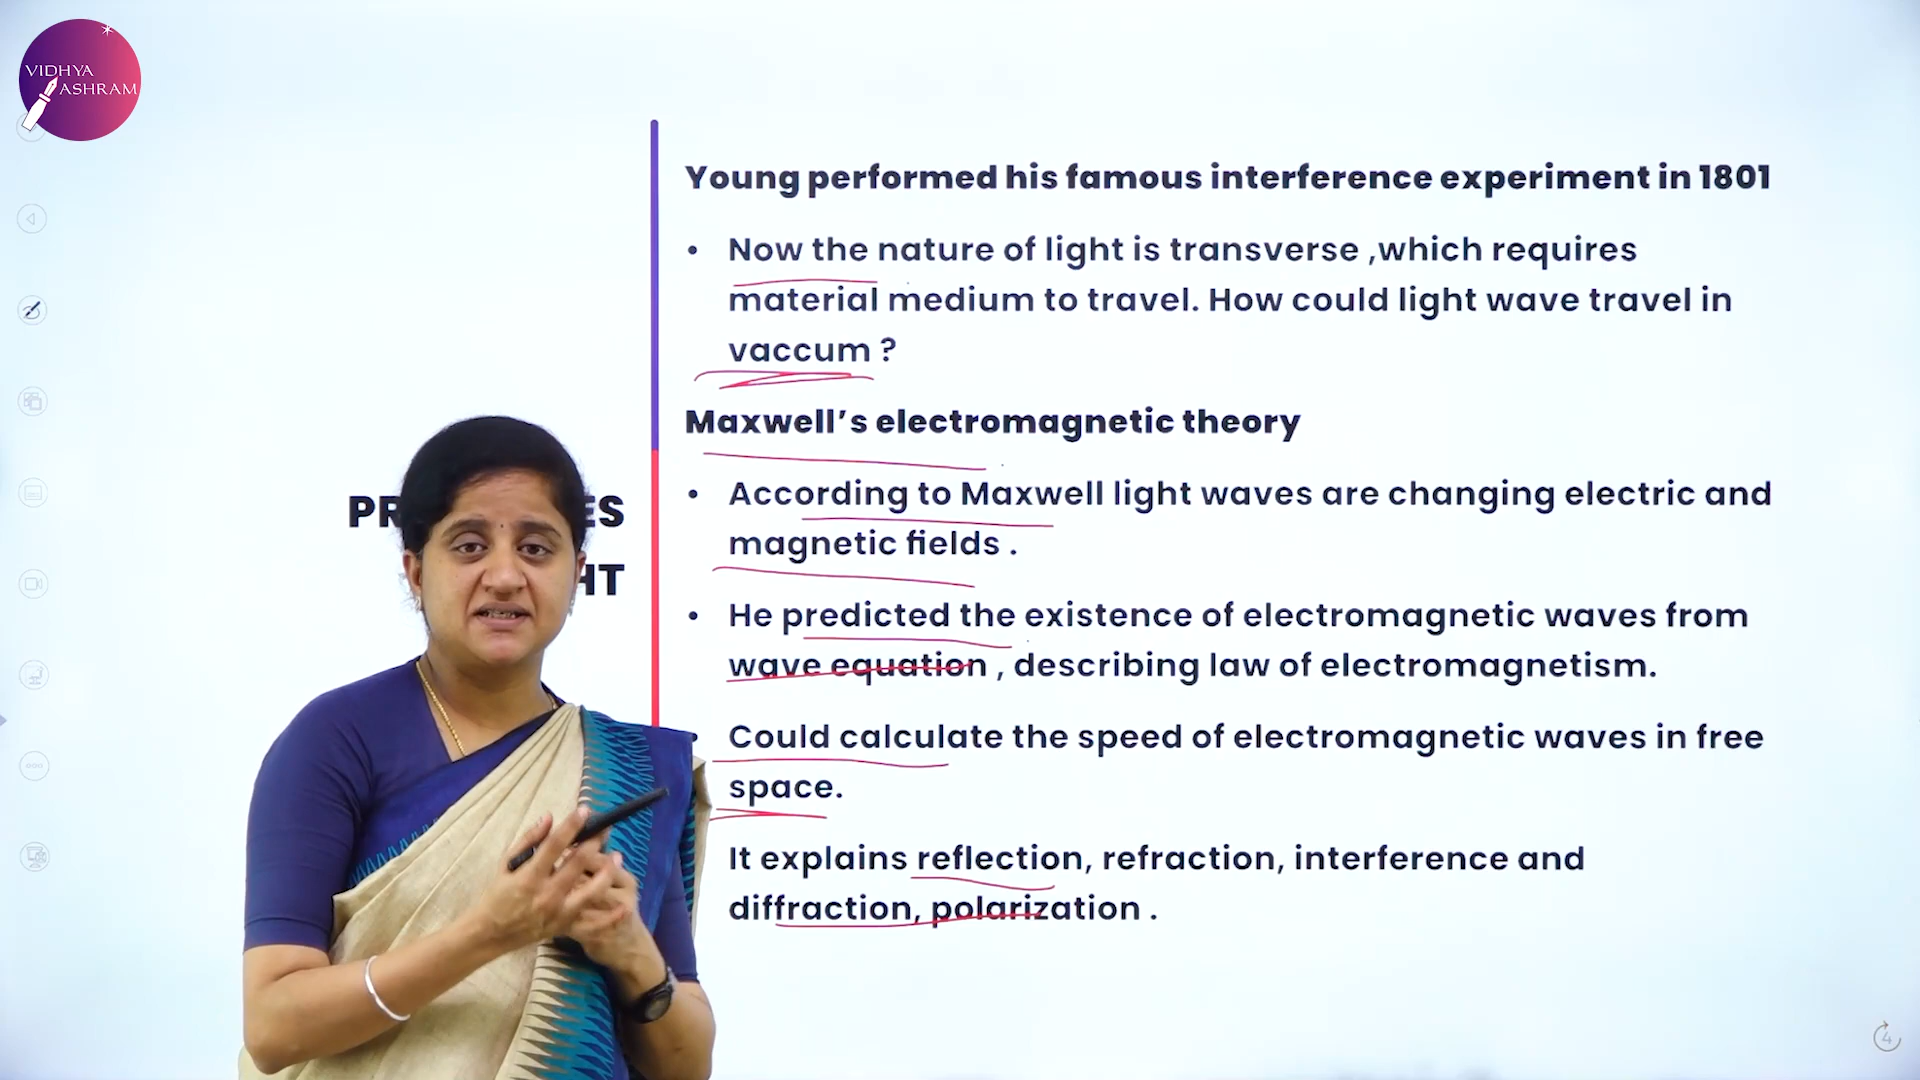 VIDHYA
ASHRAM
Young performed his famous interference experiment in 1801
• Now the nature of light is transverse ,which requires
material medium to travel. How could light wave travel in
vaccum ?
Maxwell's electromagnetic theory
• According to Maxwell light waves are changing electric and
magnetic fields .
• He predicted the existence of electromagnetic waves from
wave equation , describing law of electromagnetism.
• Could calculate the speed of electromagnetic waves in free
space.
It explains reflection, refraction, interference and
diffraction, polarization .
4